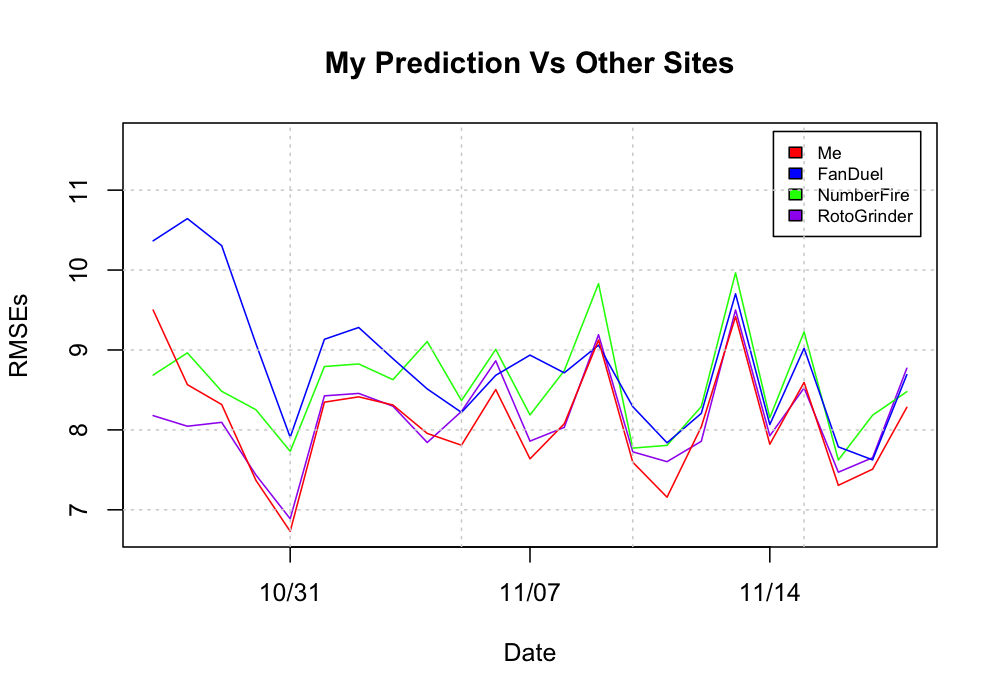 My Prediction Vs Other Sites
RMSEs
11
10
9
8
7
Me
FanDuel
NumberFire
RotoGrinder
10/31 11/07 11/14
Date